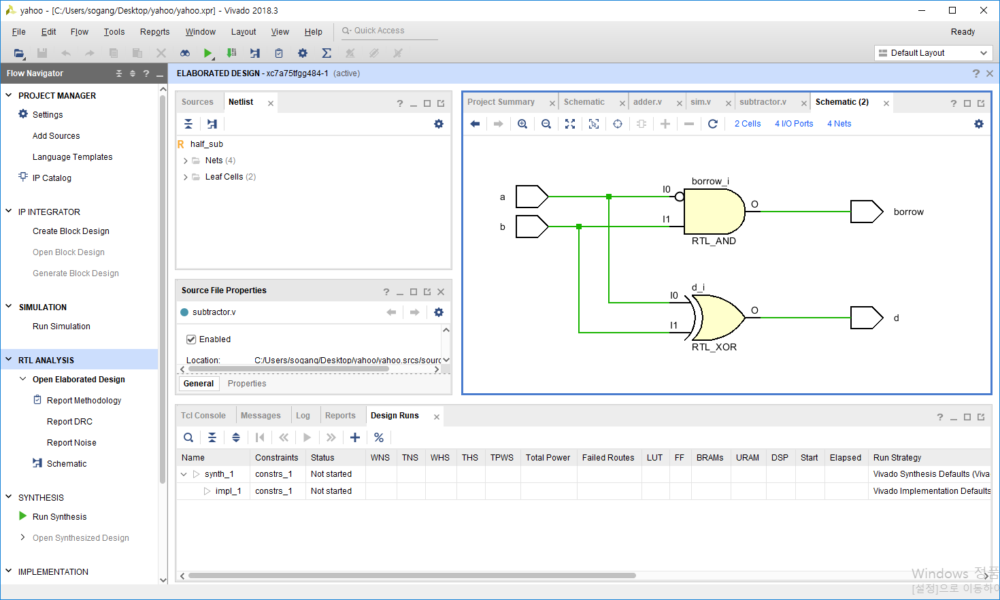 yahoo - [C:/Users/sogang/Desktop/yahoo/yahoo.xpr] - Vivado 2018.3
File Edit Flow Tools Reports Window Layout View Help Quick Access Ready
Default Layout
Flow Navigator
ELABORATED DESIGN - xc7a75tfgg484-1 (active)
PROJECT MANAGER
Settings
Add Sources
Language Templates
IP Catalog
IP INTEGRATOR
Create Block Design
Open Block Design
Generate Block Design
SIMULATION
Run Simulation
RTL ANALYSIS
Open Elaborated Design
Report Methodology
Report DRC
Report Noise
Schematic
SYNTHESIS
Run Synthesis
Open Synthesized Design
IMPLEMENTATION
Sources Netlist
half_sub
Nets (4)
Leaf Cells (2)
Source File Properties
subtractor.v
Enabled
Location: C:/Users/sogang/Desktop/yahoo/yahoo.srcs/sourc
General Properties
Project Summary Schematic adder.v sim.v subtractor.v Schematic (2)
2 Cells 4 I/O Ports 4 Nets
borrow_i
a I0
O
borrow
b I1
RTL_AND
d_i
I0
O
d
I1
RTL_XOR
Tcl Console Messages Log Reports Design Runs
Name Constraints Status WNS TNS WHS THS TPWS Total Power Failed Routes LUT FF BRAMs URAM DSP Start Elapsed Run Strategy
synth_1 constrs_1 Not started Vivado Synthesis Defaults (Viva
impl_1 constrs_1 Not started Vivado Implementation Defaults
Windows 정품
[설정]으로 이동하여